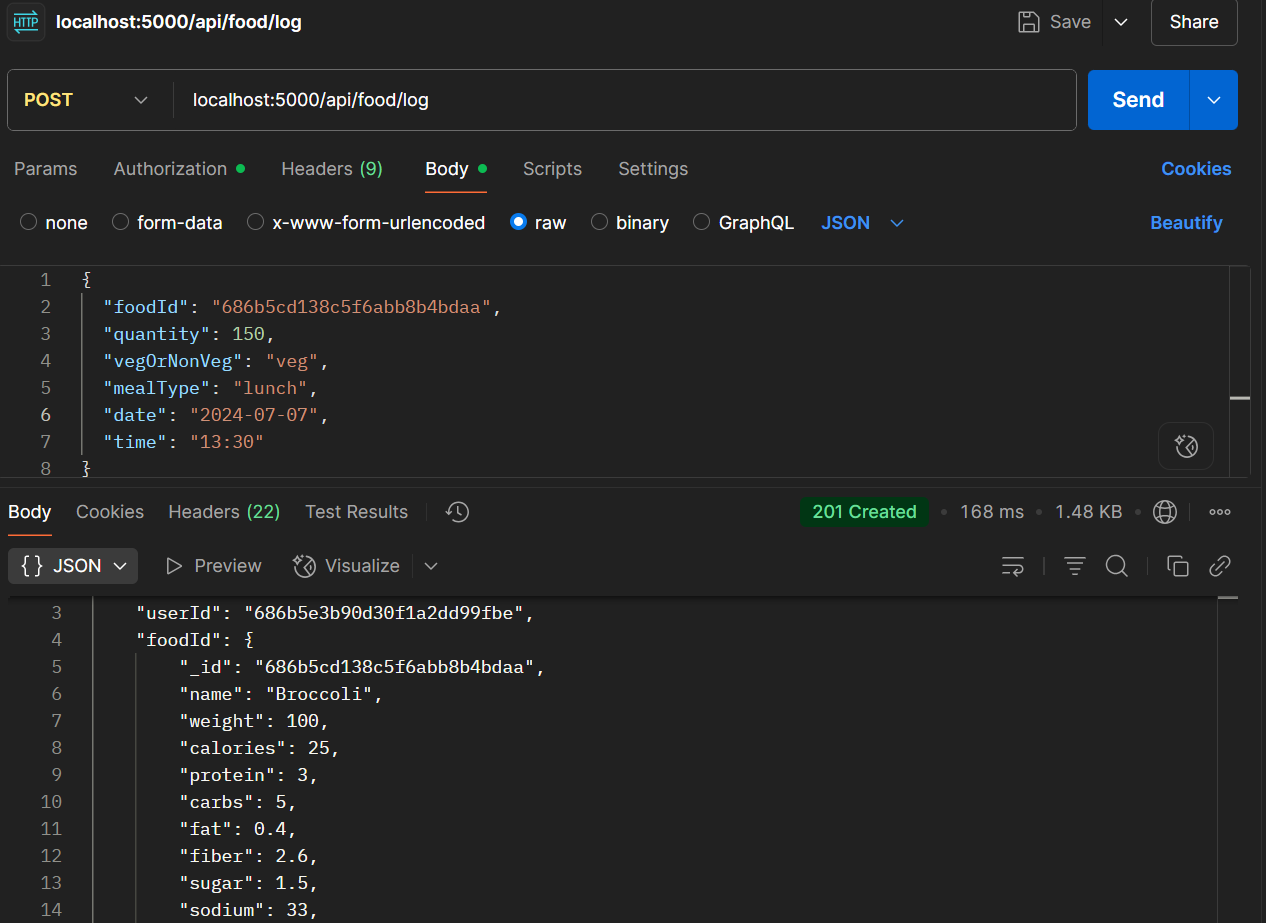 HTTP localhost:5000/api/food/log Save Share
POST localhost:5000/api/food/log Send
Params Authorization Headers (9) Body Scripts Settings Cookies
none form-data x-www-form-urlencoded raw binary GraphQL JSON Beautify
1 {
2 "foodId": "686b5cd138c5f6abb8b4bdaa",
3 "quantity": 150,
4 "vegOrNonVeg": "veg",
5 "mealType": "lunch",
6 "date": "2024-07-07",
7 "time": "13:30"
8 }
Body Cookies Headers (22) Test Results 201 Created 168 ms 1.48 KB
{} JSON Preview Visualize
3 "userId": "686b5e3b90d30f1a2dd99fbe",
4 "foodId": {
5 "_id": "686b5cd138c5f6abb8b4bdaa",
6 "name": "Broccoli",
7 "weight": 100,
8 "calories": 25,
9 "protein": 3,
10 "carbs": 5,
11 "fat": 0.4,
12 "fiber": 2.6,
13 "sugar": 1.5,
14 "sodium": 33,